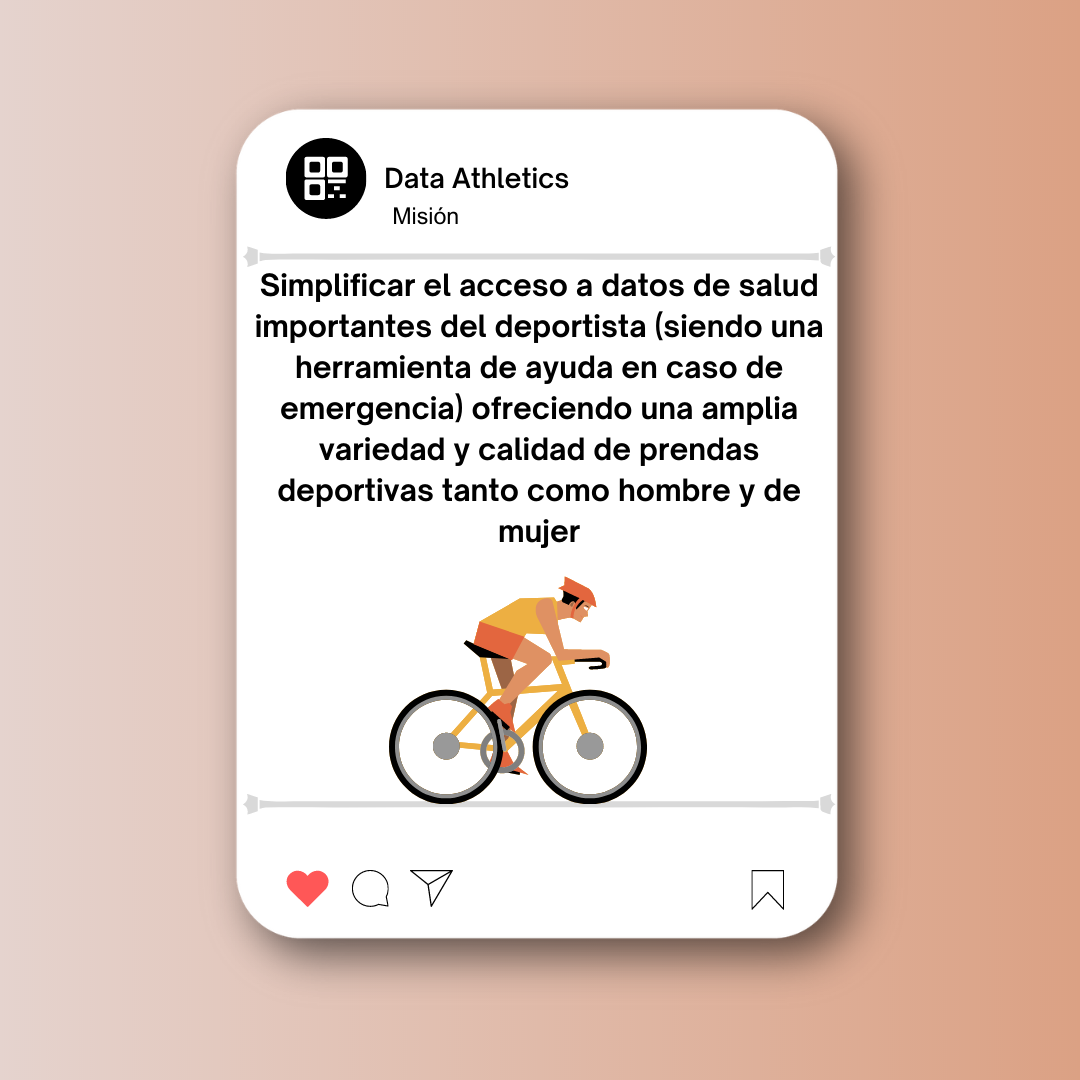 Data Athletics
Misión
Simplificar el acceso a datos de salud
importantes del deportista (siendo una
herramienta de ayuda en caso de
emergencia) ofreciendo una amplia
variedad y calidad de prendas
deportivas tanto como hombre y de
mujer